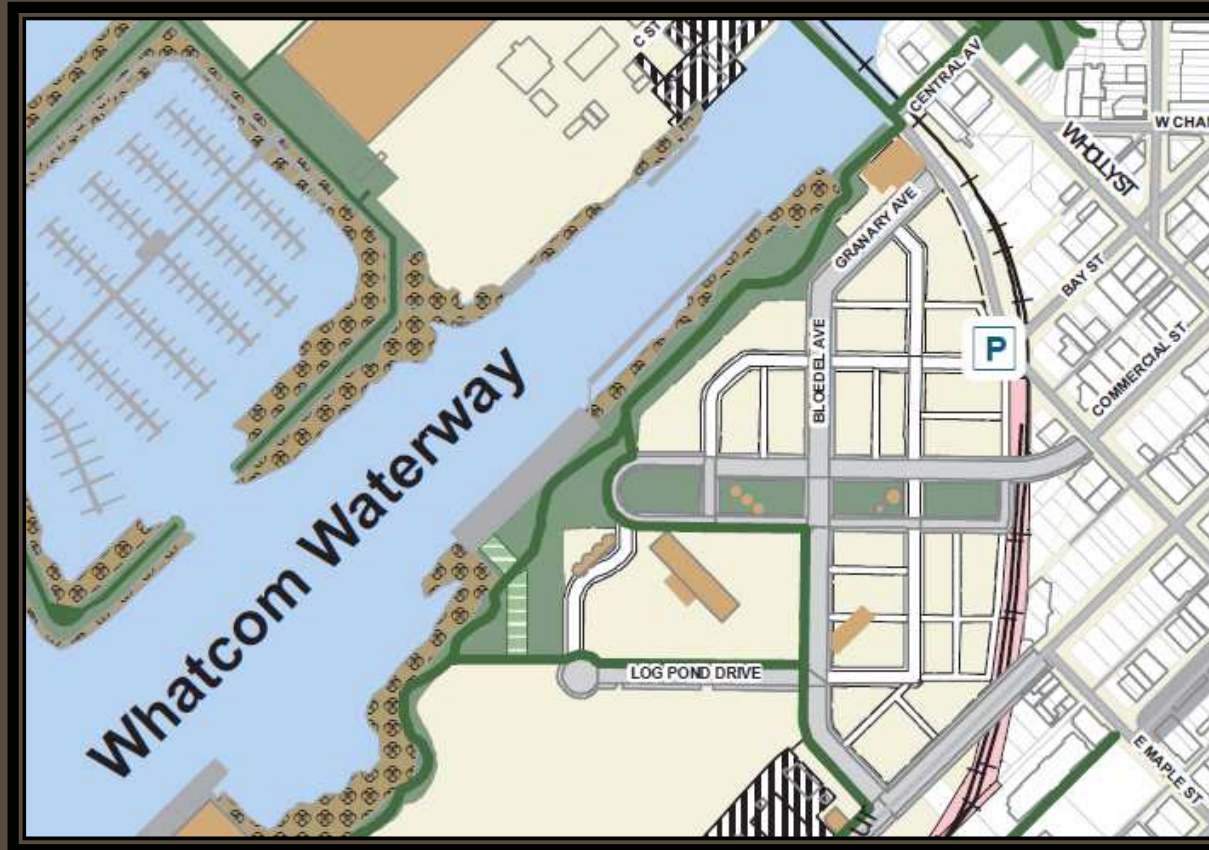 C ST
CENTRAL AV
W CHA
WHOLLY ST
GRANARY AVE
BAY ST
P
BLOEDEL AVE
COMMERCIAL ST
Whatcom Waterway
LOG POND DRIVE
E MAPLE ST